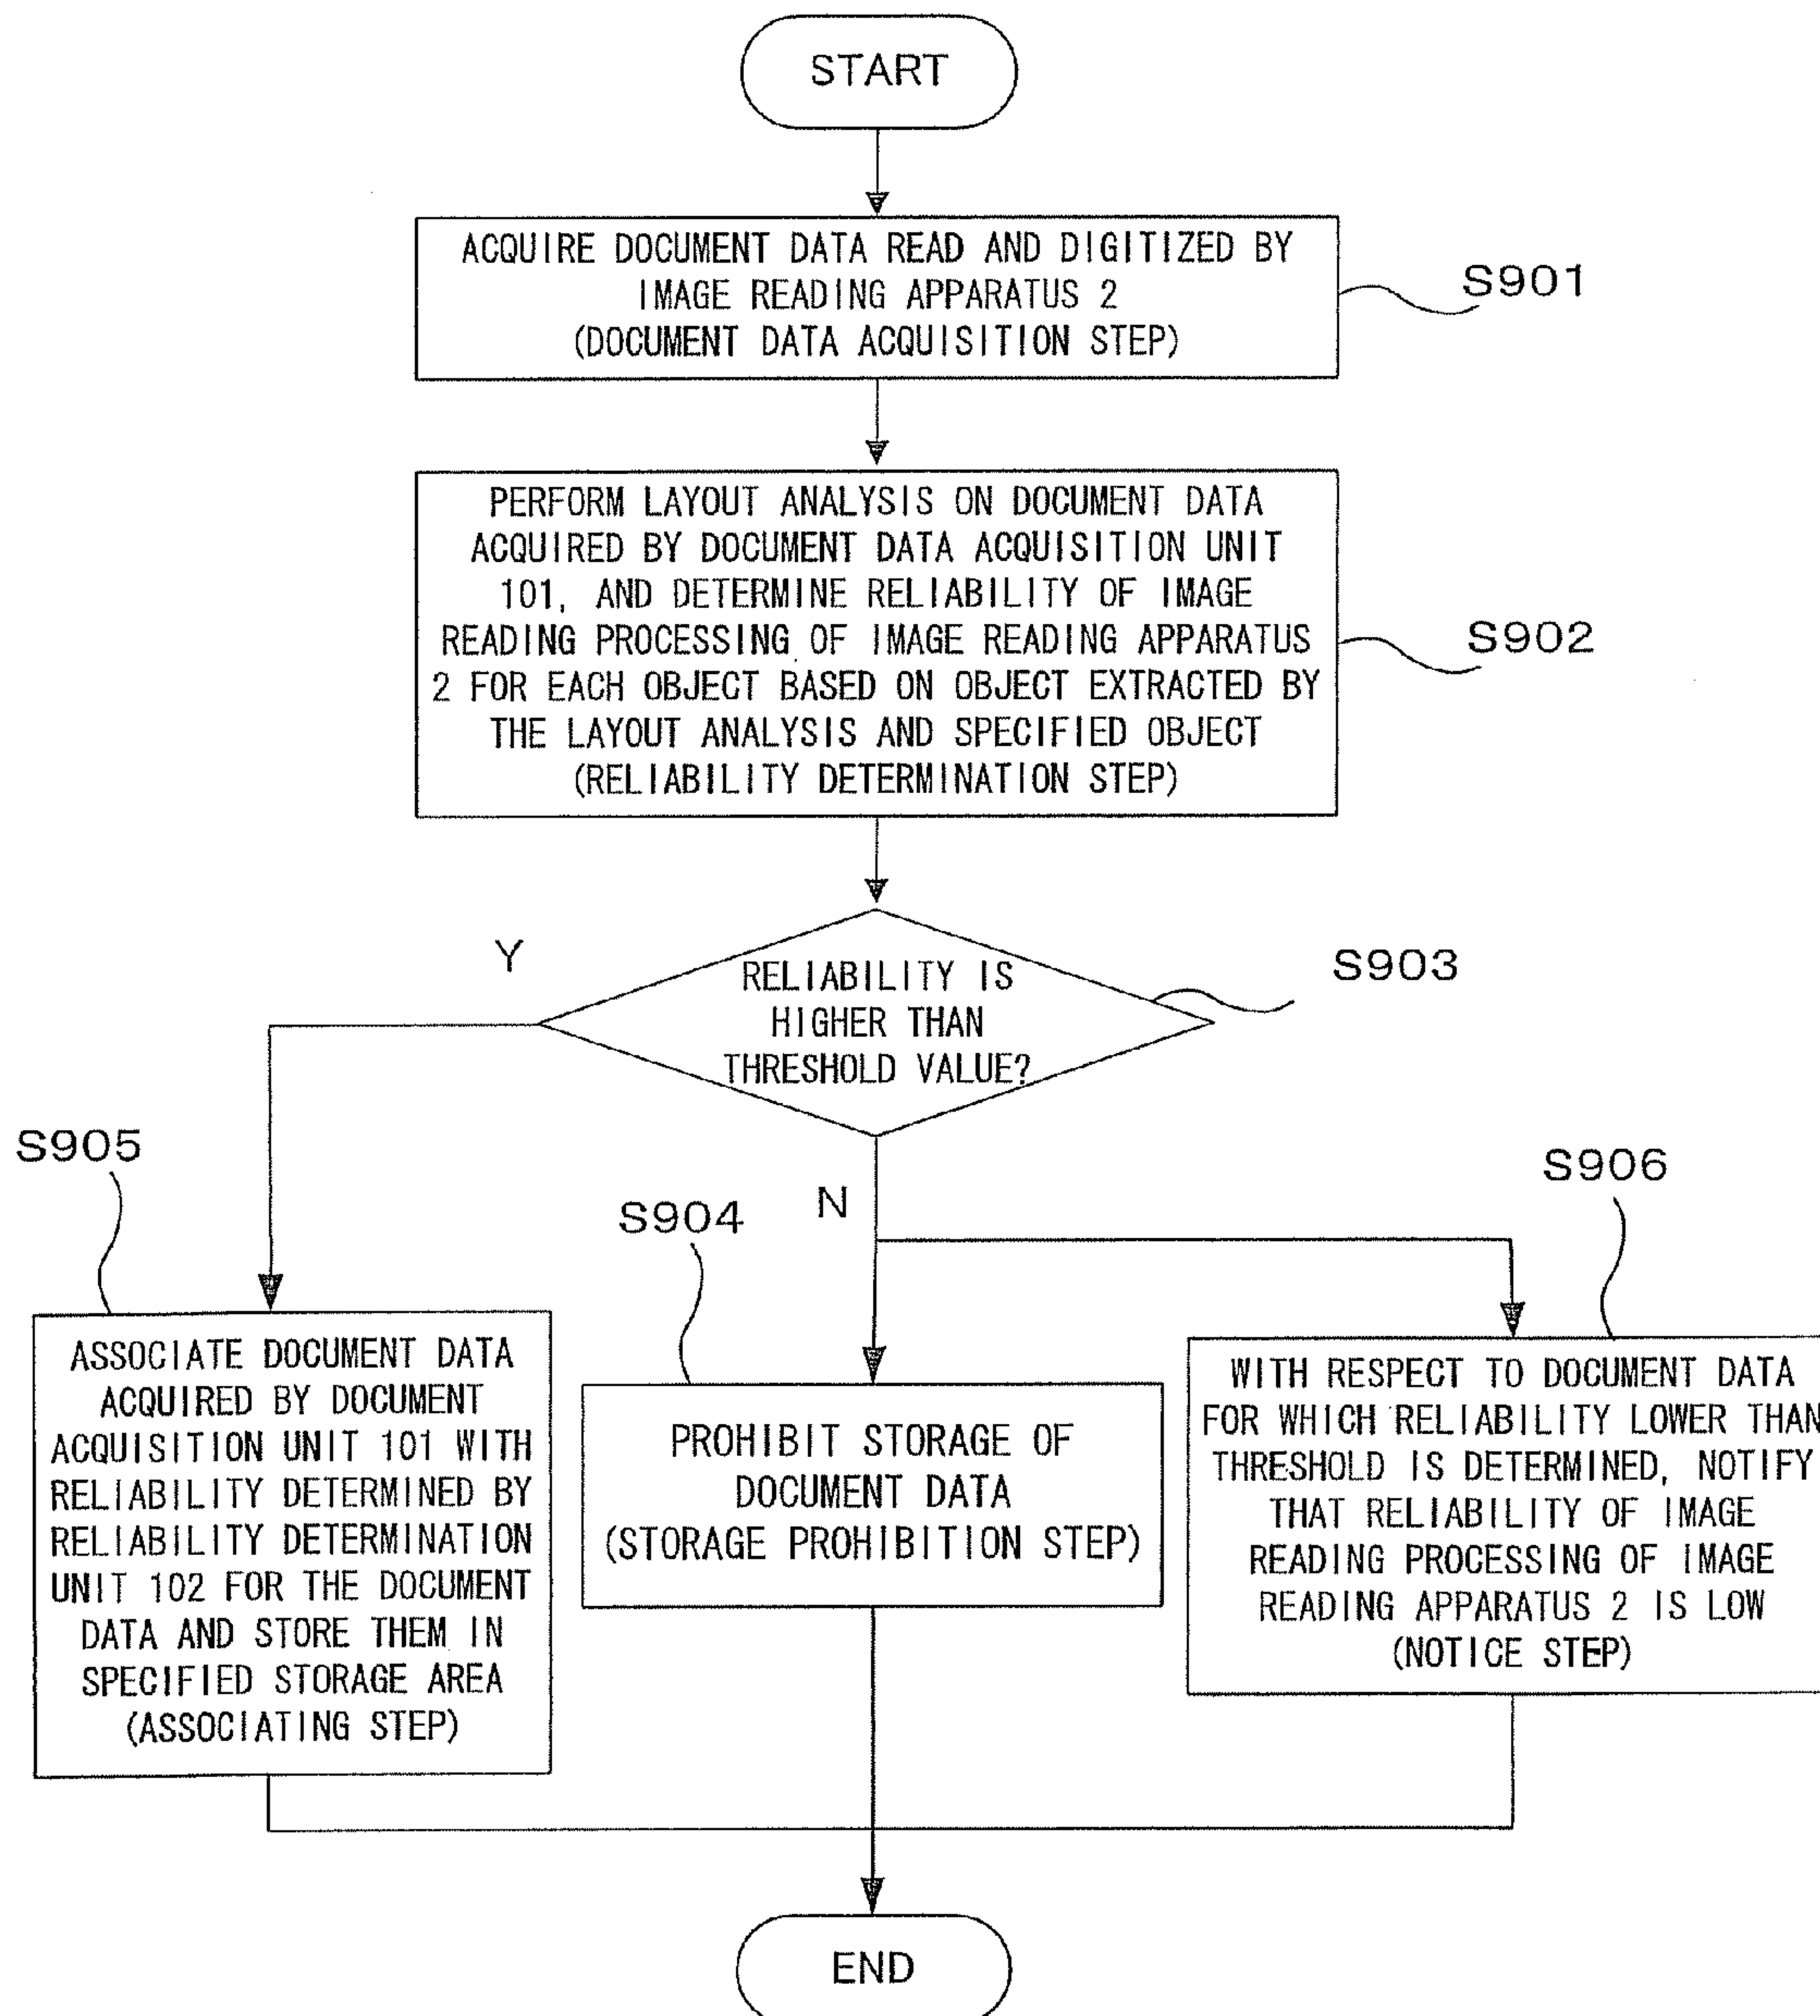 START
ACQUIRE DOCUMENT DATA READ AND DIGITIZED BY
IMAGE READING APPARATUS 2
(DOCUMENT DATA ACQUISITION STEP)
S901
PERFORM LAYOUT ANALYSIS ON DOCUMENT DATA
ACQUIRED BY DOCUMENT DATA ACQUISITION UNIT
101, AND DETERMINE RELIABILITY OF IMAGE
READING PROCESSING OF IMAGE READING APPARATUS
2 FOR EACH OBJECT BASED ON OBJECT EXTRACTED BY
THE LAYOUT ANALYSIS AND SPECIFIED OBJECT
(RELIABILITY DETERMINATION STEP)
S902
Y
RELIABILITY IS
HIGHER THAN
THRESHOLD VALUE?
S903
N
S905
ASSOCIATE DOCUMENT DATA
ACQUIRED BY DOCUMENT
ACQUISITION UNIT 101 WITH
RELIABILITY DETERMINED BY
RELIABILITY DETERMINATION
UNIT 102 FOR THE DOCUMENT
DATA AND STORE THEM IN
SPECIFIED STORAGE AREA
(ASSOCIATING STEP)
S904
PROHIBIT STORAGE OF
DOCUMENT DATA
(STORAGE PROHIBITION STEP)
S906
WITH RESPECT TO DOCUMENT DATA
FOR WHICH RELIABILITY LOWER THAN
THRESHOLD IS DETERMINED, NOTIFY
THAT RELIABILITY OF IMAGE
READING PROCESSING OF IMAGE
READING APPARATUS 2 IS LOW
(NOTICE STEP)
END